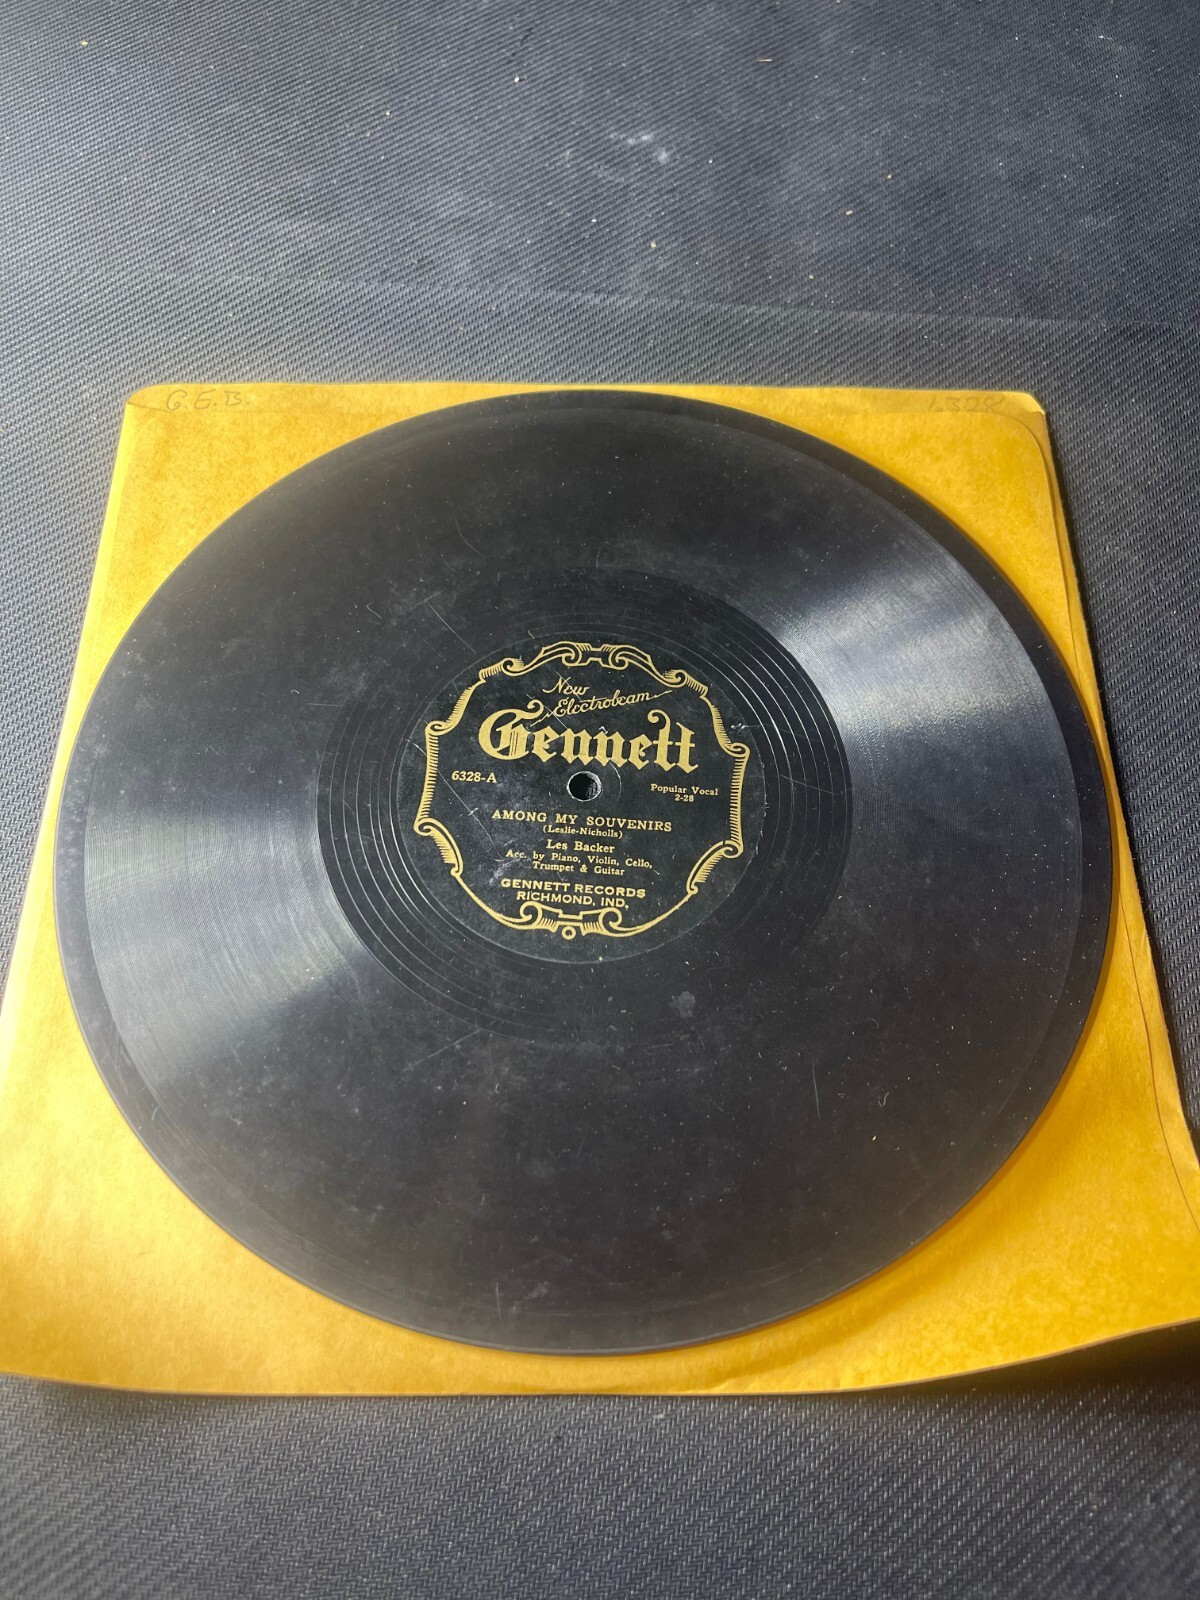 G.E.B.
6328
New
Electrobeam
Gennett
6328-A
Popular Vocal
2-28
AMONG MY SOUVENIRS
(Leslie-Nicholls)
Les Backer
Acc. by Piano, Violin, Cello,
Trumpet & Guitar
GENNETT RECORDS
RICHMOND, IND.